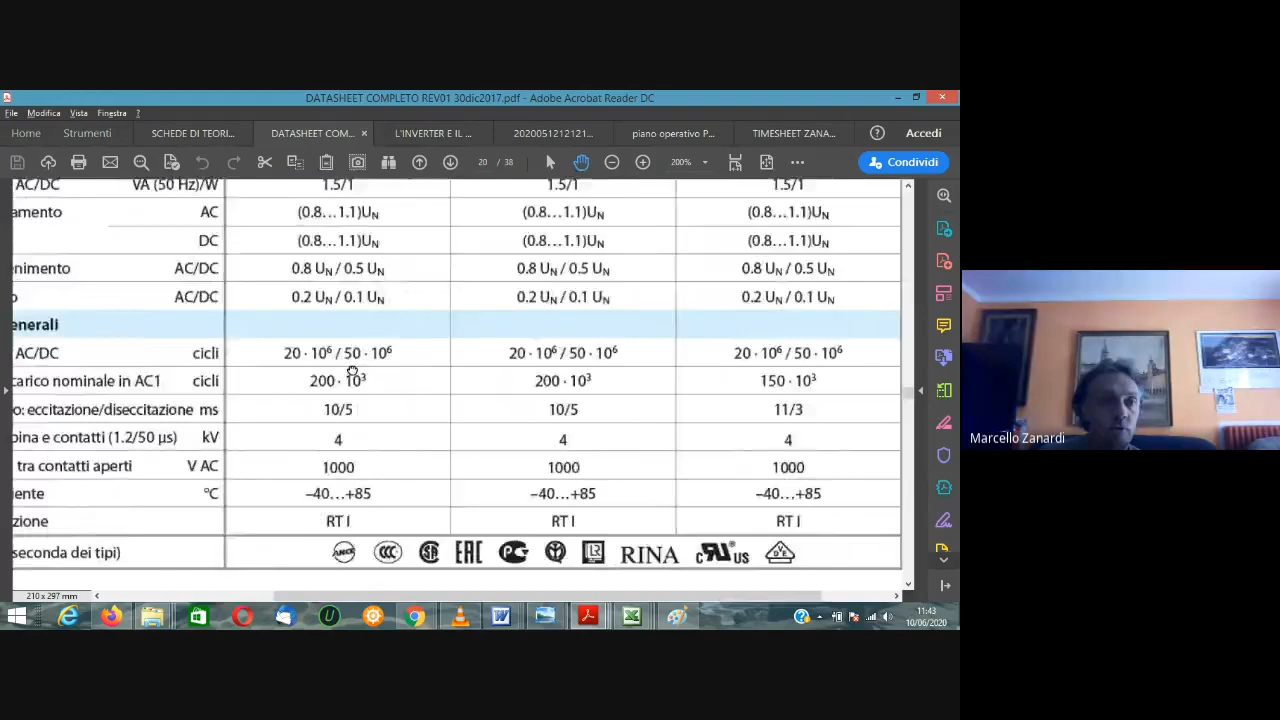 DATASHEET COMPLETO REV01 30dic2017.pdf - Adobe Acrobat Reader DC
File Modifica Vista Finestra ?
Home Strumenti SCHEDE DI TEORI... DATASHEET COM... × L'INVERTER E IL ... 20200512121... piano operativo P... TIMESHEET ZANA... Accedi
20 / 38 200% Condividi
AC/DC VA (50 Hz)/W 1.5/1 1.5/1 1.5/1
amento AC (0.8…1.1)UN (0.8…1.1)UN (0.8…1.1)UN
DC (0.8…1.1)UN (0.8…1.1)UN (0.8…1.1)UN
enimento AC/DC 0.8 UN / 0.5 UN 0.8 UN / 0.5 UN 0.8 UN / 0.5 UN
o AC/DC 0.2 UN / 0.1 UN 0.2 UN / 0.1 UN 0.2 UN / 0.1 UN
enerali
AC/DC cicli 20 · 10⁶ / 50 · 10⁶ 20 · 10⁶ / 50 · 10⁶ 20 · 10⁶ / 50 · 10⁶
carico nominale in AC1 cicli 200 · 10³ 200 · 10³ 150 · 10³
o: eccitazione/diseccitazione ms 10/5 10/5 11/3
bina e contatti (1.2/50 µs) kV 4 4 4
tra contatti aperti V AC 1000 1000 1000
iente °C –40…+85 –40…+85 –40…+85
zione RT I RT I RT I
seconda dei tipi) EAC RINA c US
210 x 297 mm
11:43
10/06/2020
Marcello Zanardi